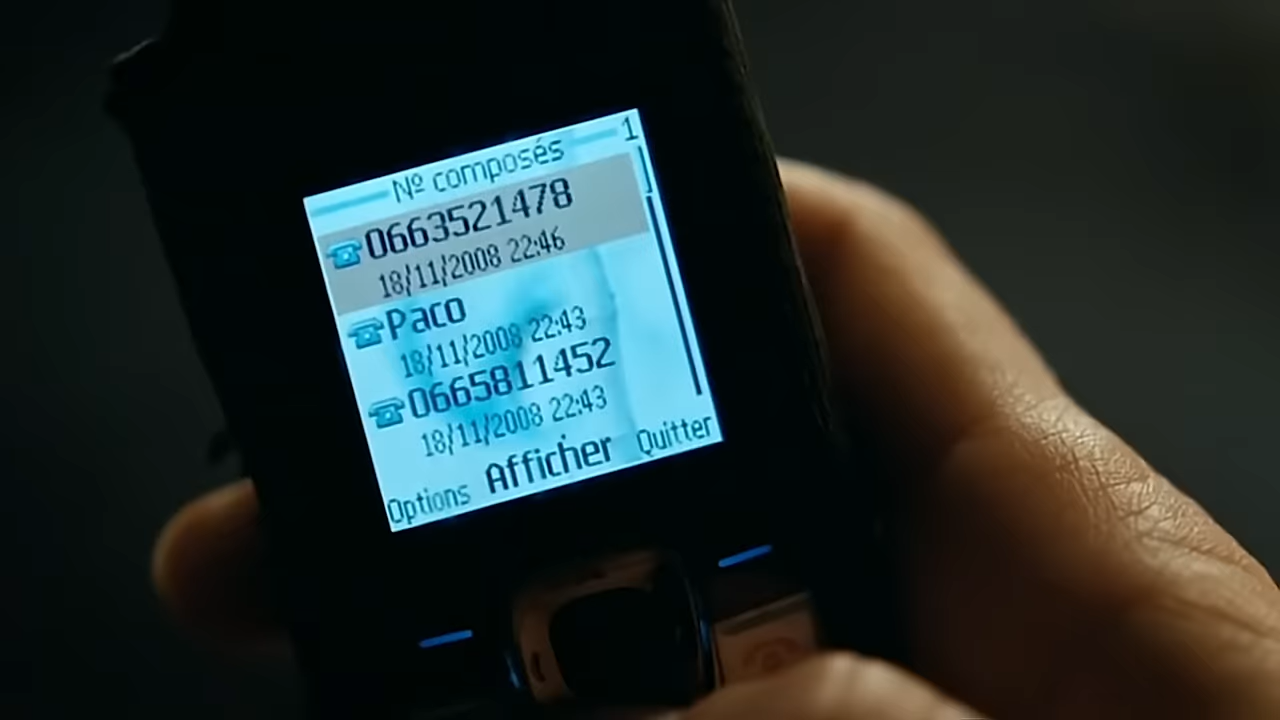 Nº composés 1
0663521478
18/11/2008 22:46
Paco
18/11/2008 22:43
0665811452
18/11/2008 22:43
Options Afficher Quitter